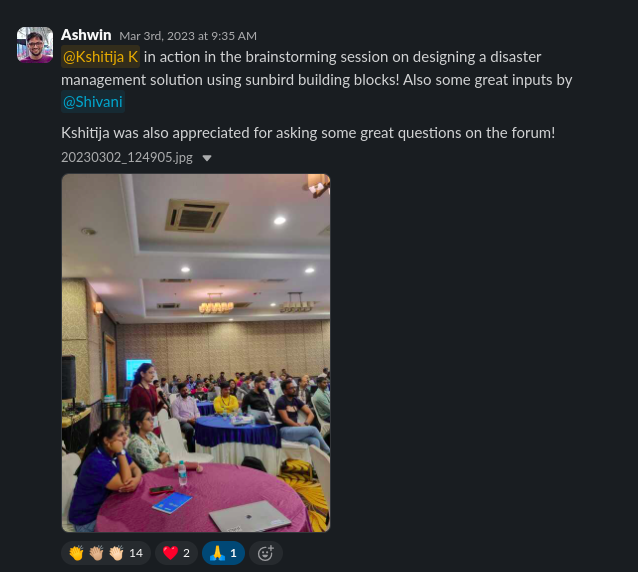 Ashwin Mar 3rd, 2023 at 9:35 AM
@Kshitija K in action in the brainstorming session on designing a disaster
management solution using sunbird building blocks! Also some great inputs by
@Shivani
Kshitija was also appreciated for asking some great questions on the forum!
20230302_124905.jpg
14 2 1